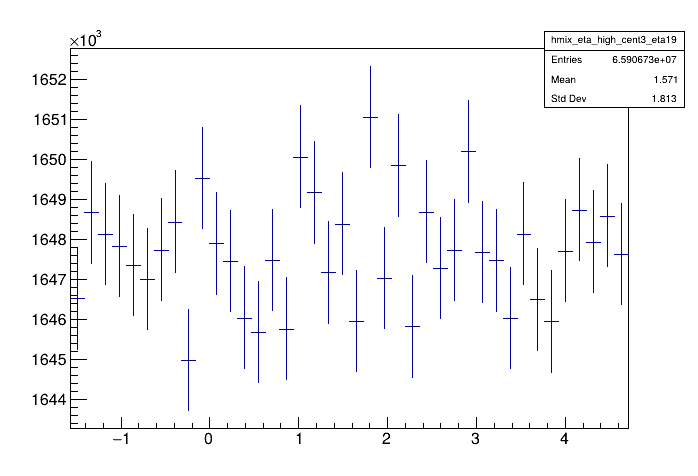 ×10³
hmix_eta_high_cent3_eta19
Entries 6.590673e+07
Mean 1.571
Std Dev 1.813
1652
1651
1650
1649
1648
1647
1646
1645
1644
−1 0 1 2 3 4